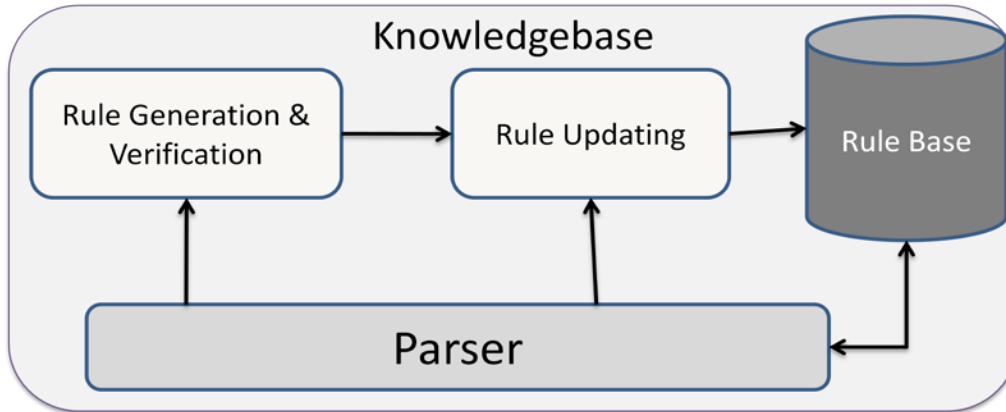 Knowledgebase
Rule Generation &
Verification
Rule Updating
Rule Base
Parser